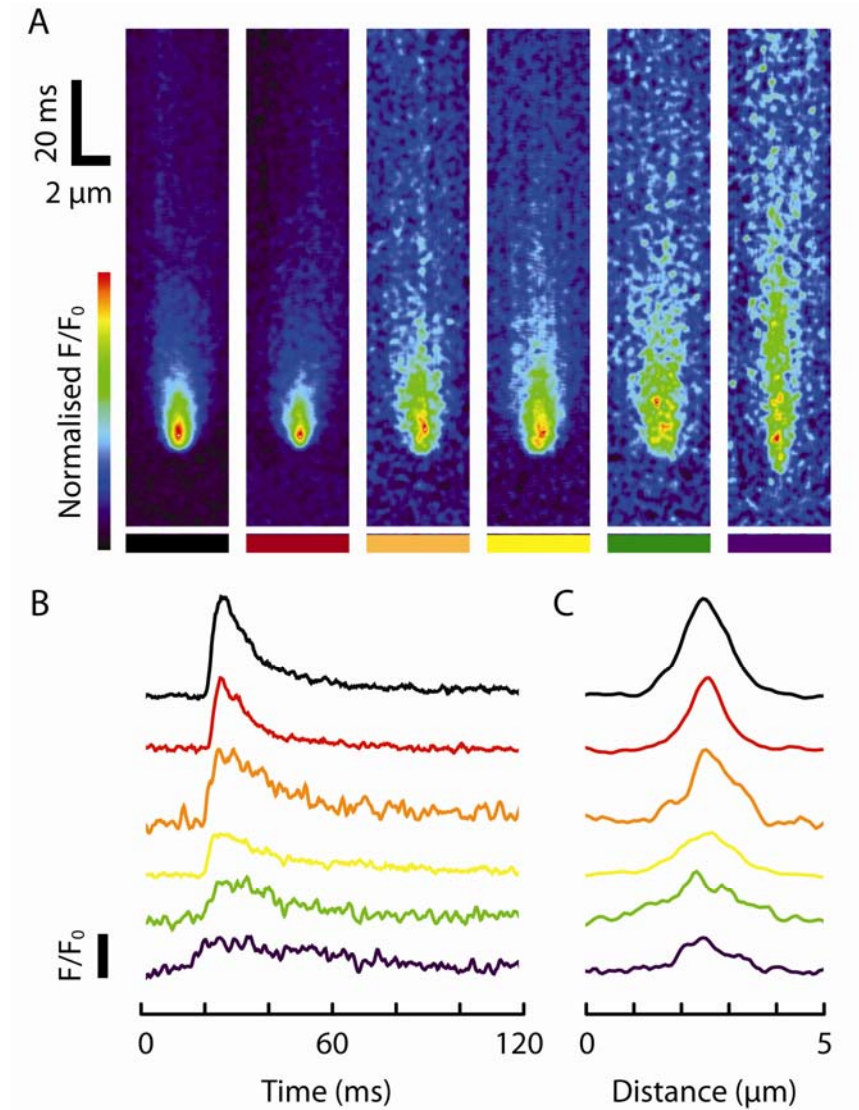 A
20 ms
2 µm
Normalised F/F₀
B
C
F/F₀
0 60 120
0 5
Time (ms)
Distance (µm)